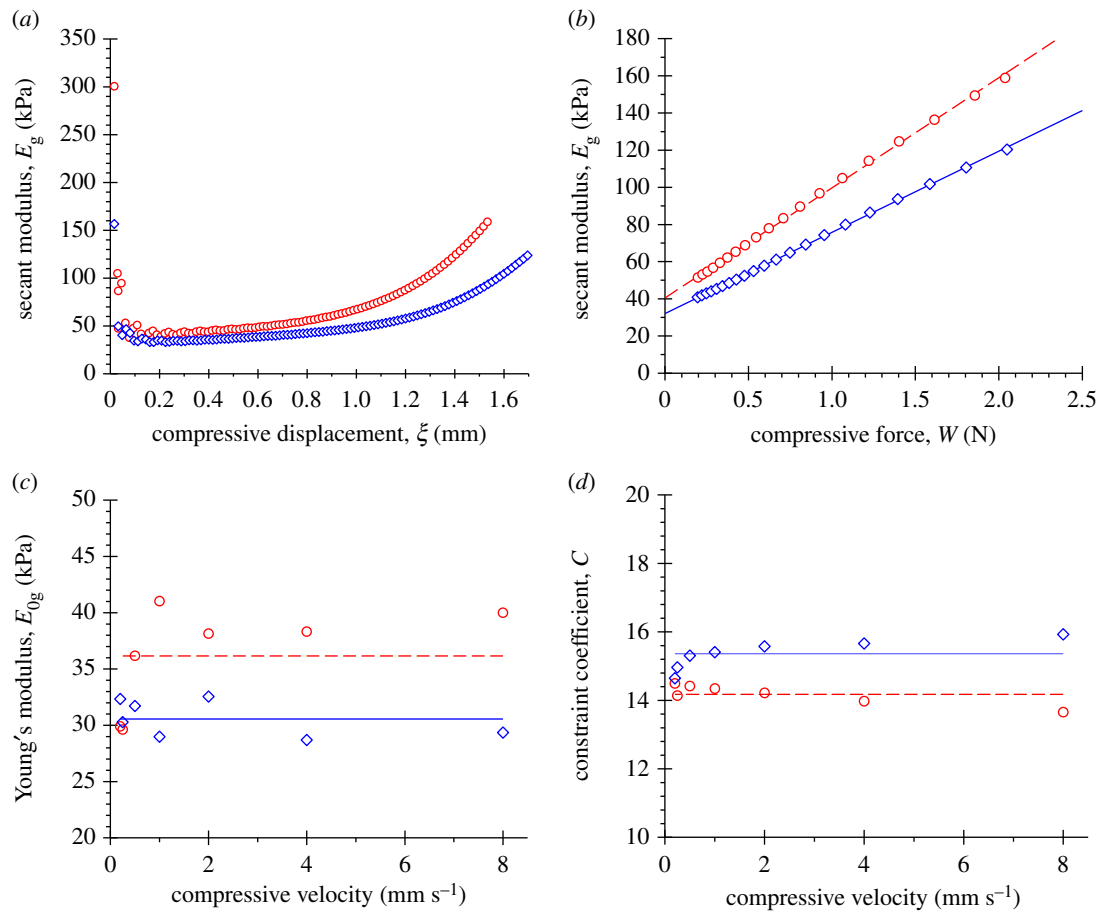 (a)
350
300
250
200
150
100
50
0
secant modulus, E_g (kPa)
0 0.2 0.4 0.6 0.8 1.0 1.2 1.4 1.6
compressive displacement, ξ (mm)
(b)
180
160
140
120
100
80
60
40
20
0
secant modulus, E_g (kPa)
0 0.5 1.0 1.5 2.0 2.5
compressive force, W (N)
(c)
50
45
40
35
30
25
20
Young's modulus, E_0g (kPa)
0 2 4 6 8
compressive velocity (mm s⁻¹)
(d)
20
18
16
14
12
10
constraint coefficient, C
0 2 4 6 8
compressive velocity (mm s⁻¹)